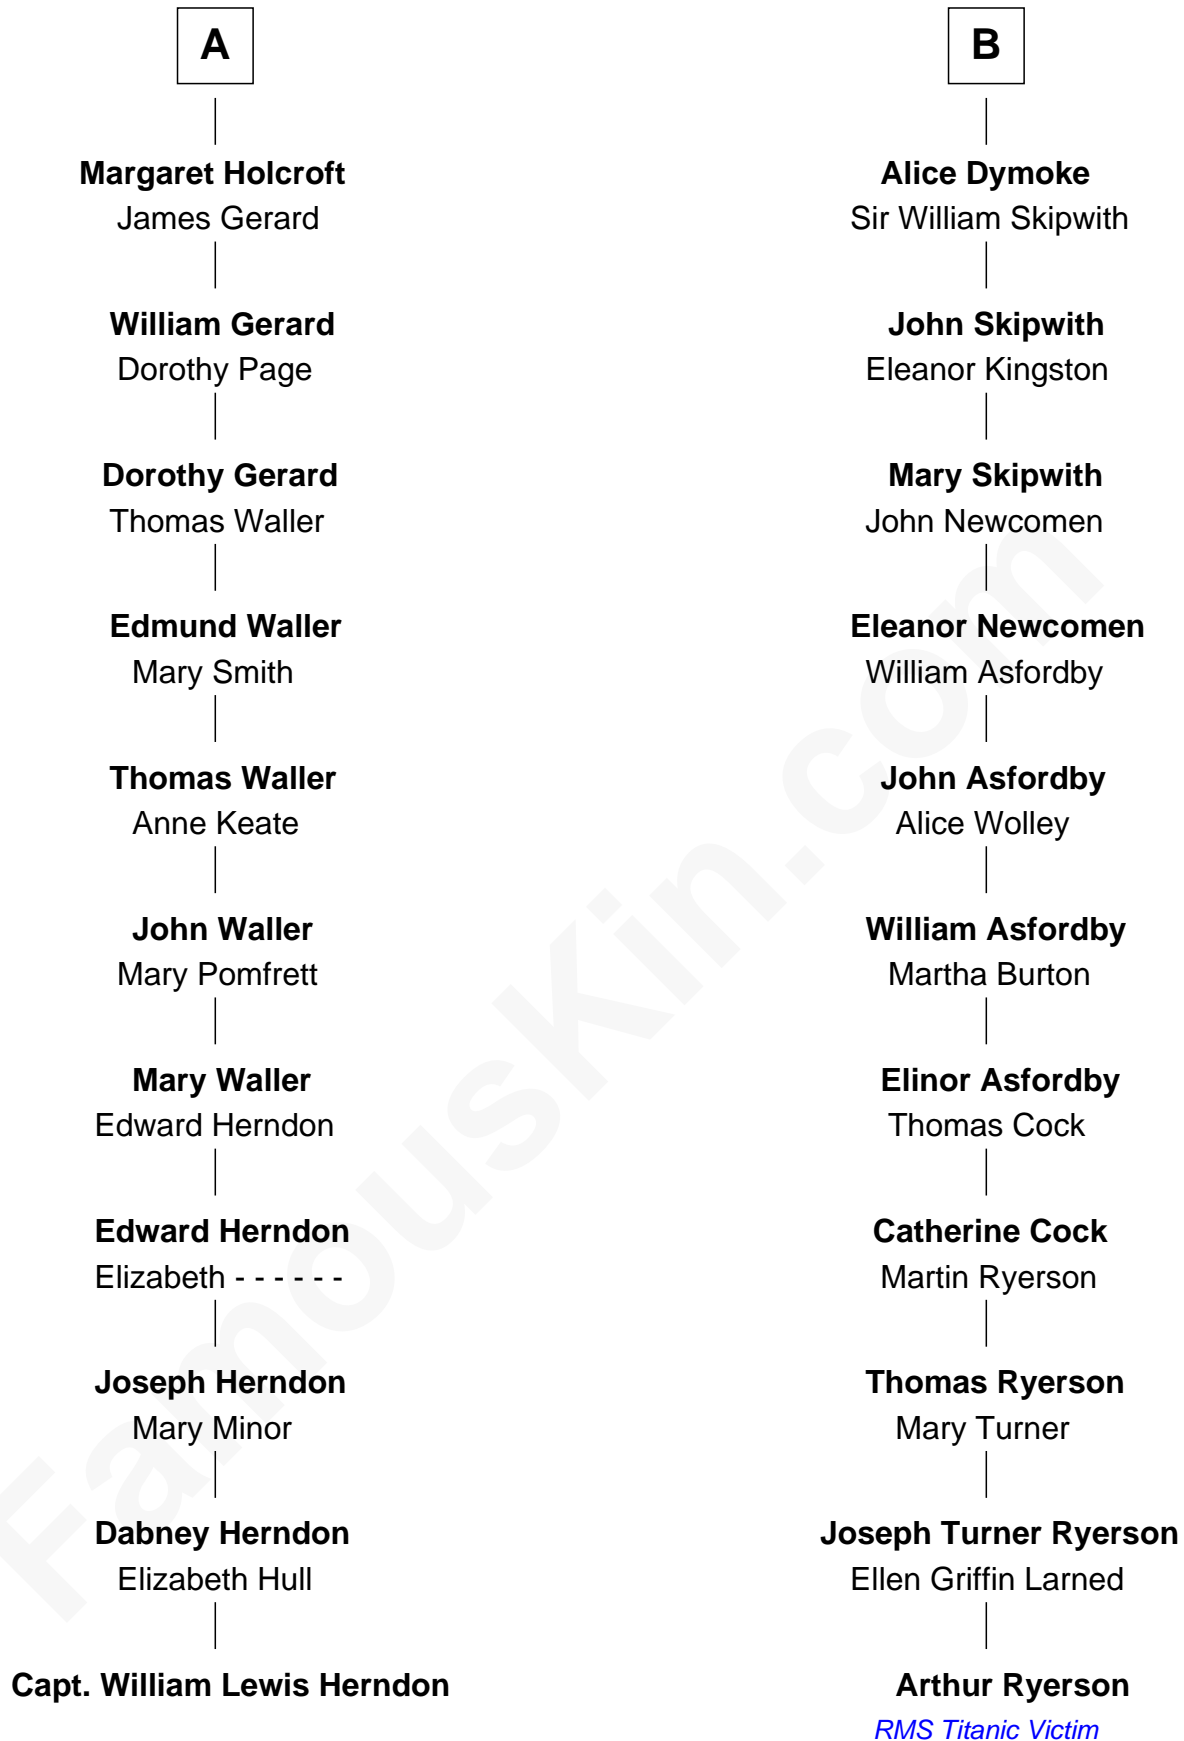 A
Margaret Holcroft
James Gerard
William Gerard
Dorothy Page
Dorothy Gerard
Thomas Waller
Edmund Waller
Mary Smith
Thomas Waller
Anne Keate
John Waller
Mary Pomfrett
Mary Waller
Edward Herndon
Edward Herndon
Elizabeth - - - - - -
Joseph Herndon
Mary Minor
Dabney Herndon
Elizabeth Hull
Capt. William Lewis Herndon
B
Alice Dymoke
Sir William Skipwith
John Skipwith
Eleanor Kingston
Mary Skipwith
John Newcomen
Eleanor Newcomen
William Asfordby
John Asfordby
Alice Wolley
William Asfordby
Martha Burton
Elinor Asfordby
Thomas Cock
Catherine Cock
Martin Ryerson
Thomas Ryerson
Mary Turner
Joseph Turner Ryerson
Ellen Griffin Larned
Arthur Ryerson
RMS Titanic Victim
FamousKin.com